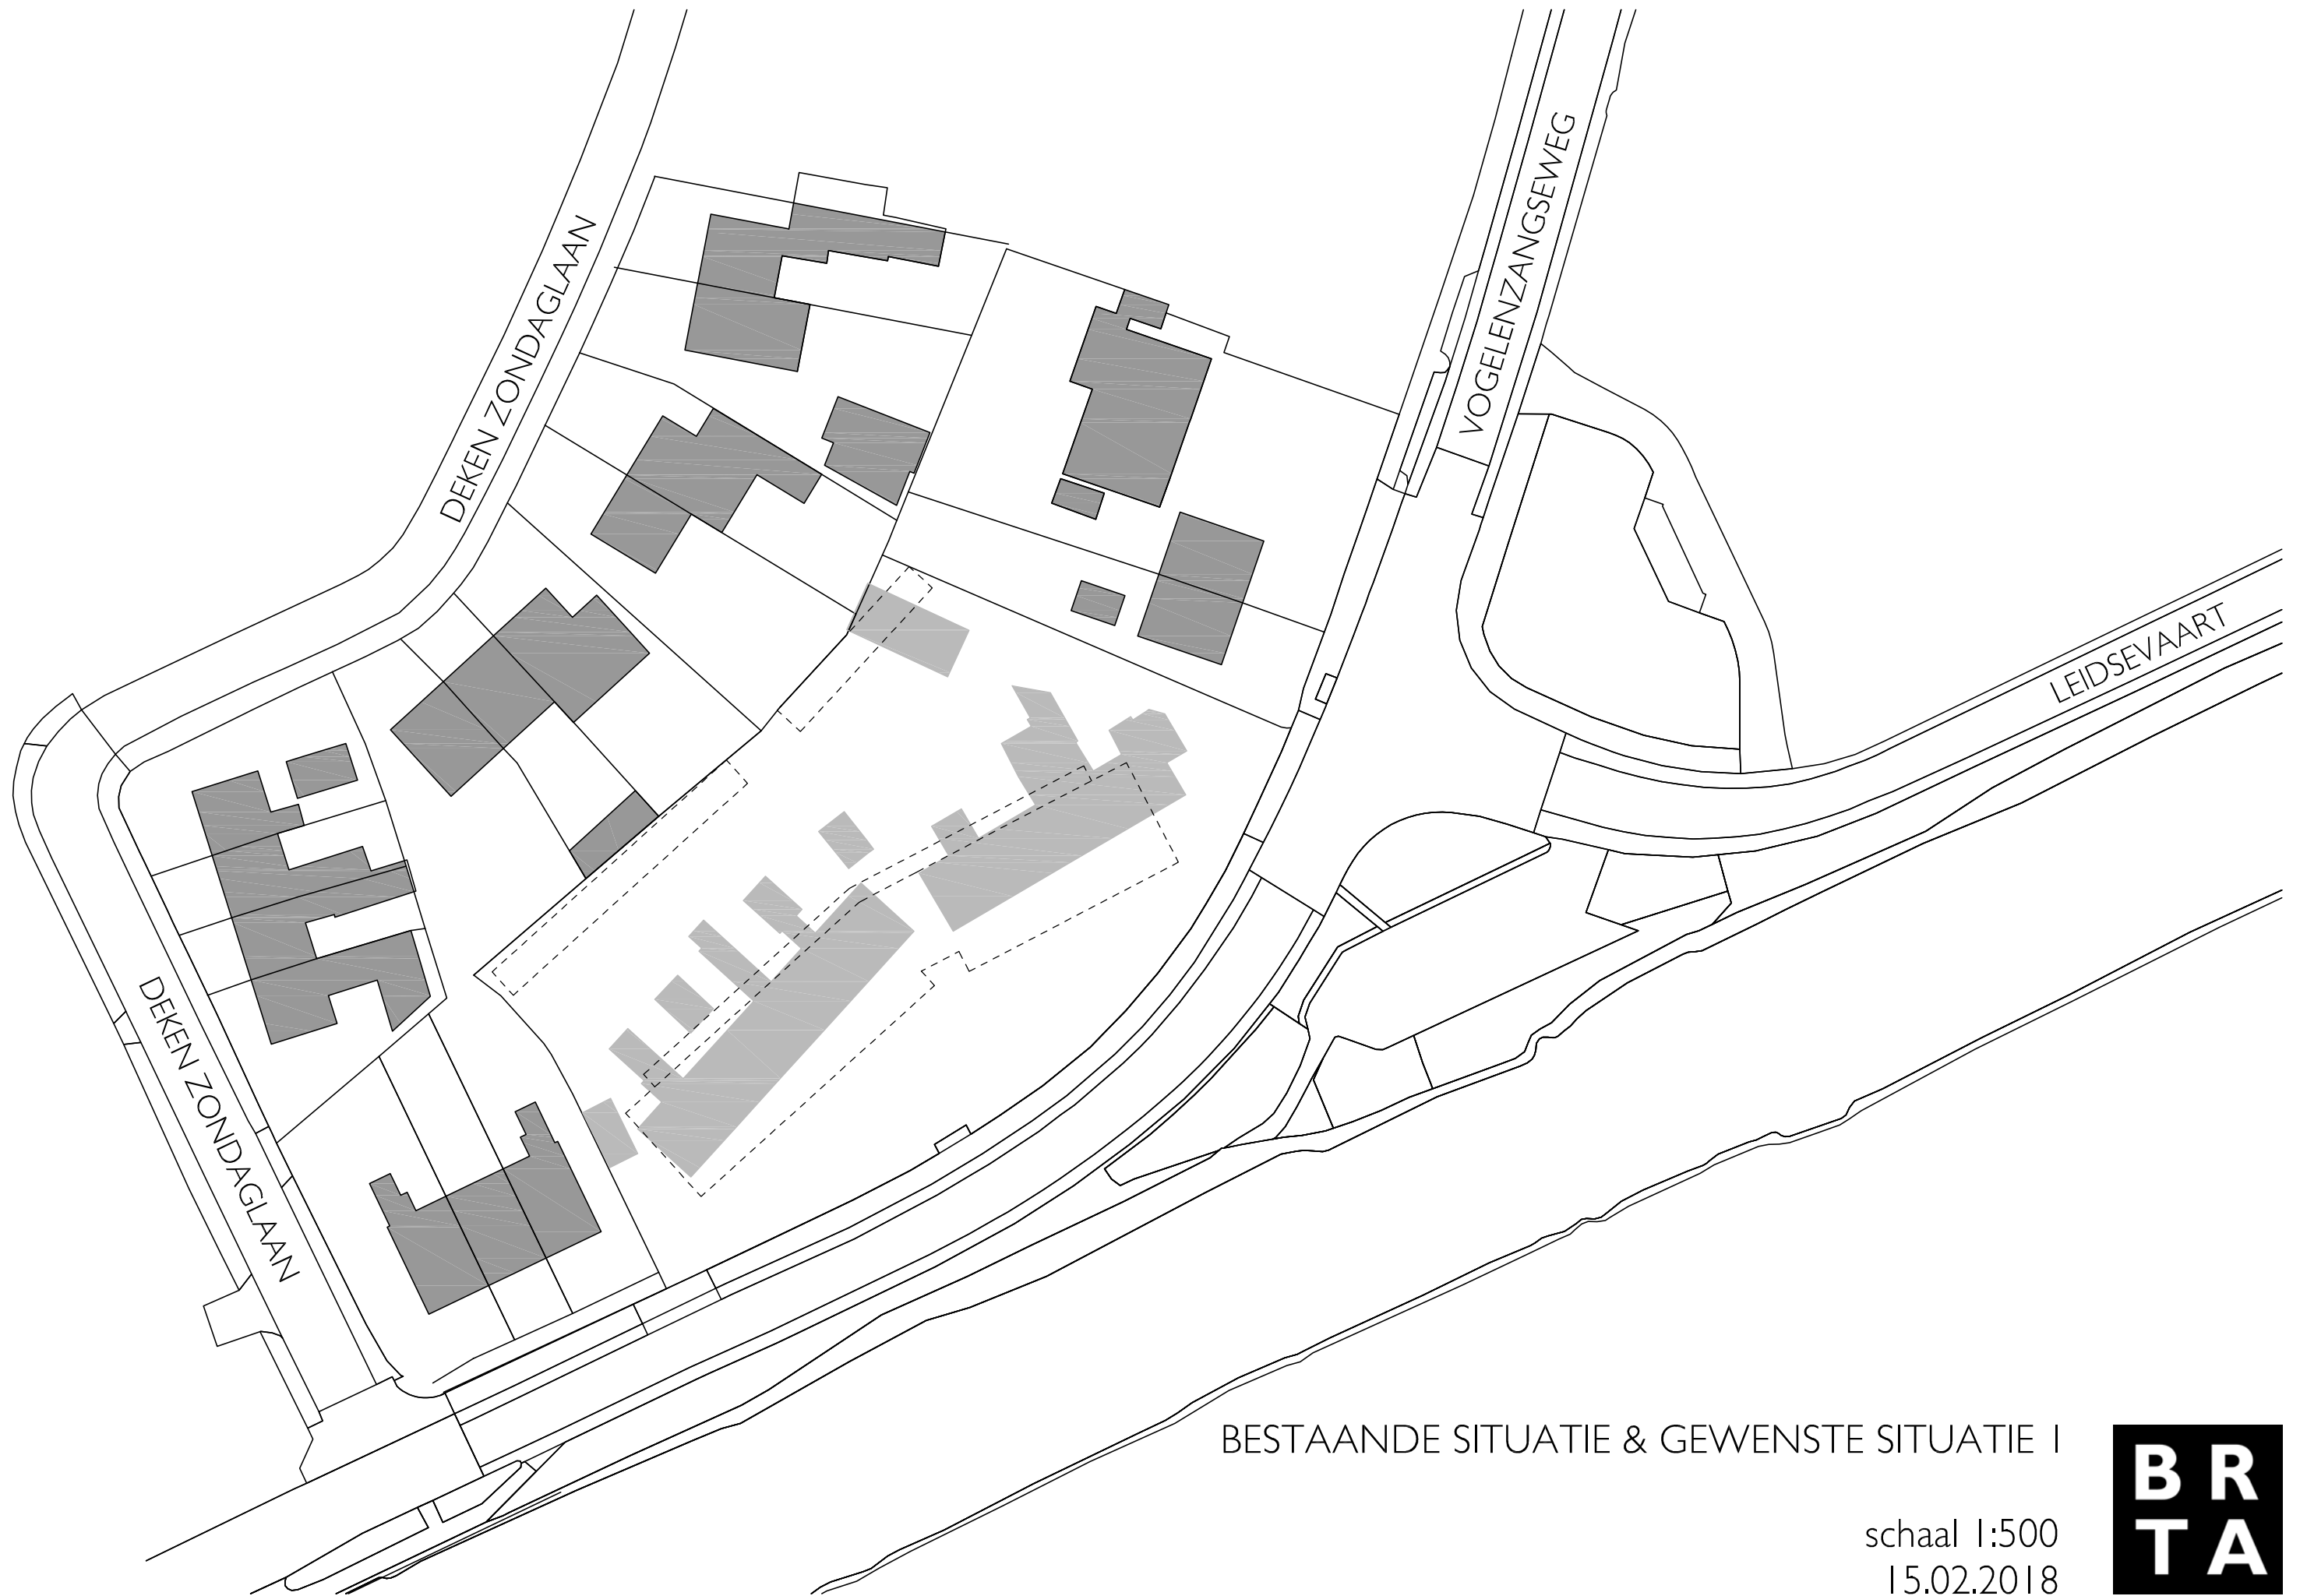 DEKEN ZONDAGLAAN
VOGELENZANGSEWEG
LEIDSEVAART
DEKEN ZONDAGLAAN
BESTAANDE SITUATIE & GEWENSTE SITUATIE 1
schaal 1:500
15.02.2018
B R
T A